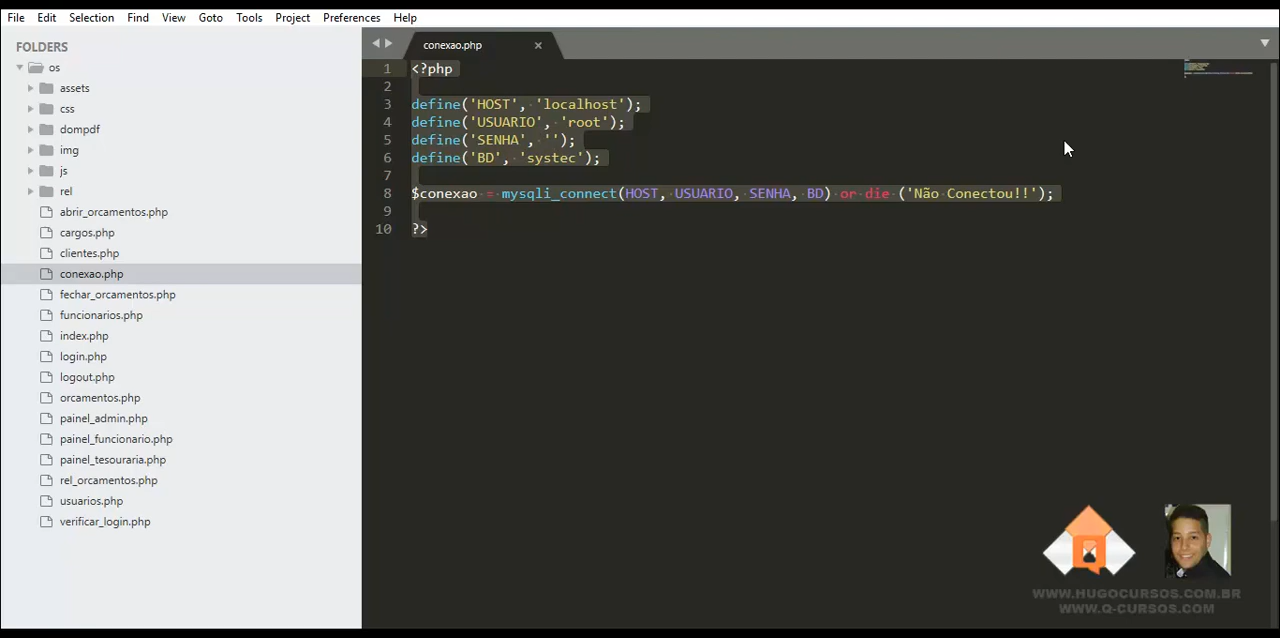 File Edit Selection Find View Goto Tools Project Preferences Help
FOLDERS
os
assets
css
dompdf
img
js
rel
abrir_orcamentos.php
cargos.php
clientes.php
conexao.php
fechar_orcamentos.php
funcionarios.php
index.php
login.php
logout.php
orcamentos.php
painel_admin.php
painel_funcionario.php
painel_tesouraria.php
rel_orcamentos.php
usuarios.php
verificar_login.php
conexao.php
1 <?php
2
3 define('HOST', 'localhost');
4 define('USUARIO', 'root');
5 define('SENHA', '');
6 define('BD', 'systec');
7
8 $conexao = mysqli_connect(HOST, USUARIO, SENHA, BD) or die ('Não Conectou!!');
9
10 ?>
Q
WWW.HUGOCURSOS.COM.BR
WWW.Q-CURSOS.COM